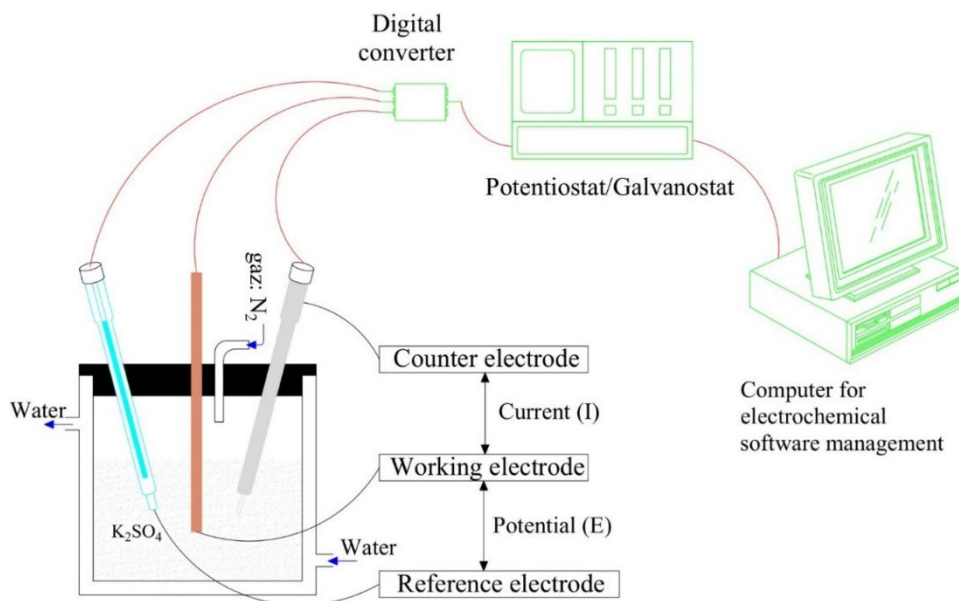 Digital
converter
Potentiostat/Galvanostat
gaz: N₂
Counter electrode
Computer for
electrochemical
software management
Water
Current (I)
Working electrode
K₂SO₄
Potential (E)
Water
Reference electrode